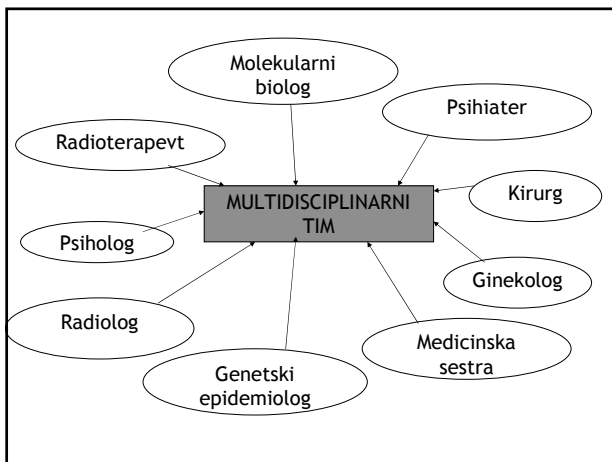 Molekularni
biolog
Psihiater
Radioterapevt
MULTIDISCIPLINARNI
TIM
Kirurg
Psiholog
Ginekolog
Radiolog
Medicinska
sestra
Genetski
epidemiolog